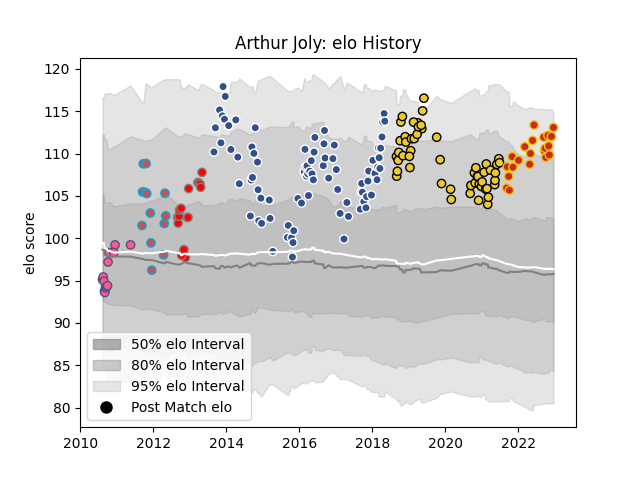 Arthur Joly: elo History
elo score
120
115
110
105
100
95
90
85
80
50% elo Interval
80% elo Interval
95% elo Interval
Post Match elo
2010
2012
2014
2016
2018
2020
2022